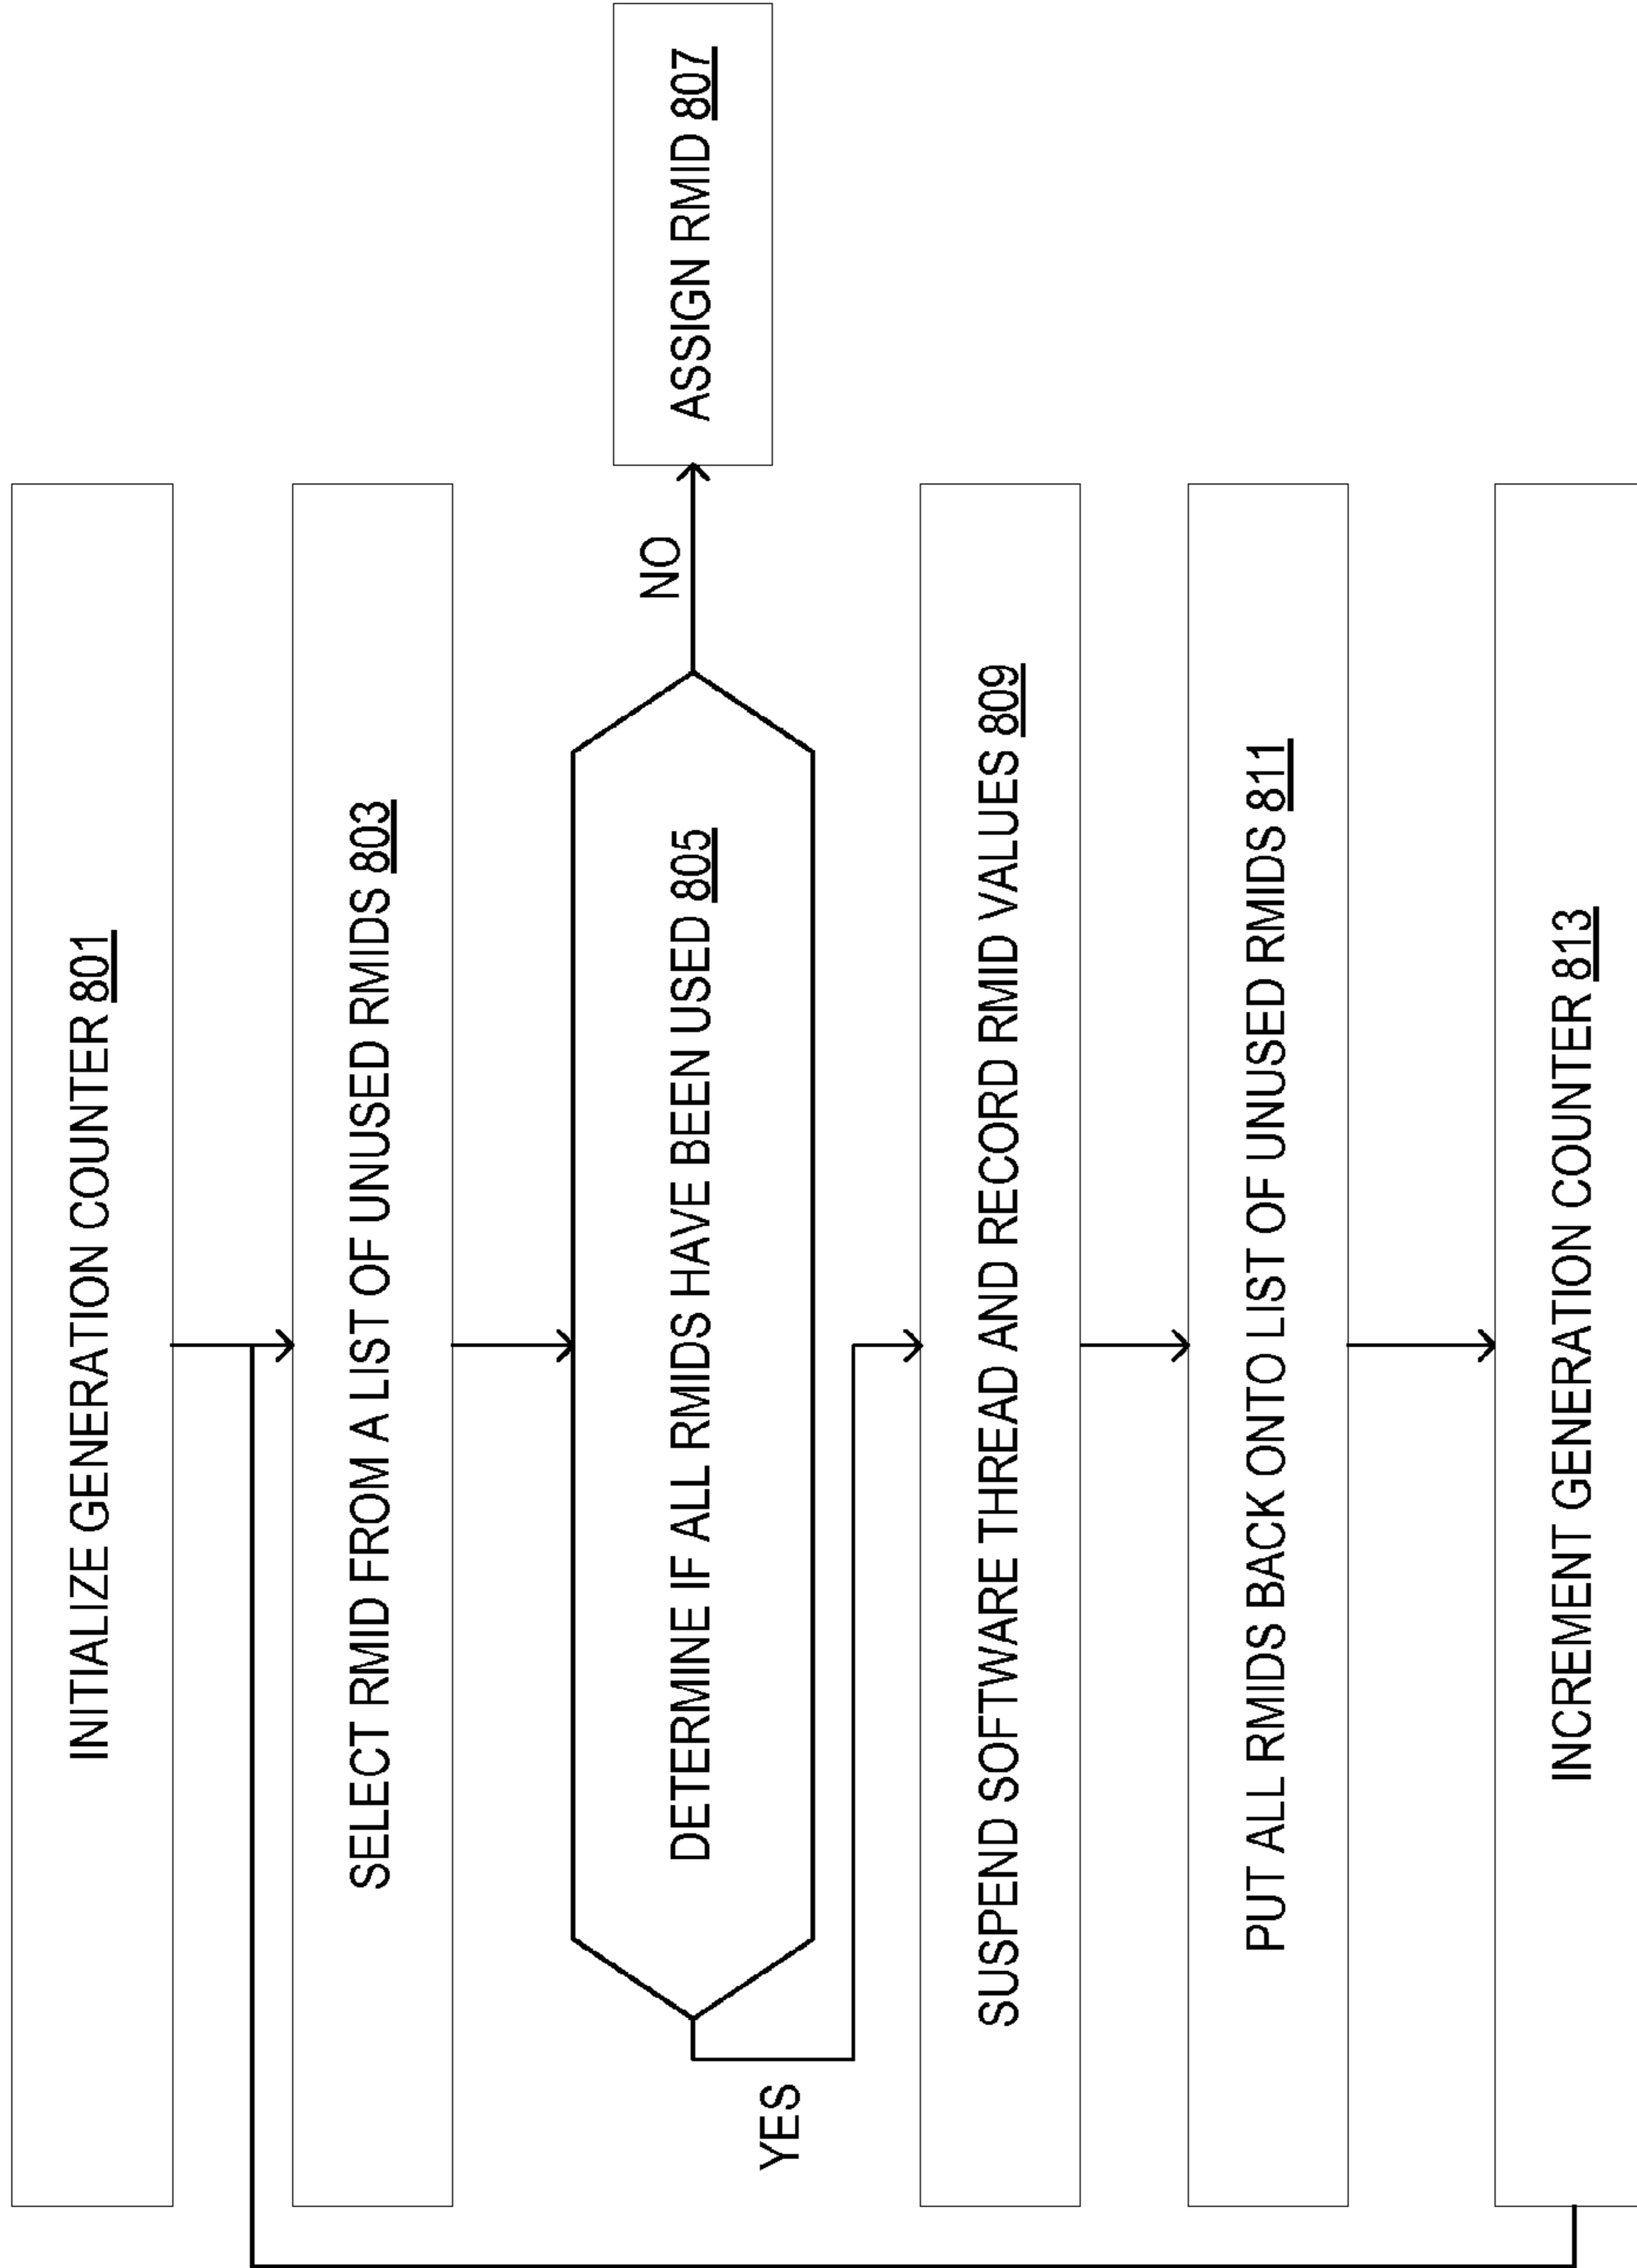 INITIALIZE GENERATION COUNTER 801
SELECT RMID FROM A LIST OF UNUSED RMIDS 803
DETERMINE IF ALL RMIDS HAVE BEEN USED 805
NO
ASSIGN RMID 807
YES
SUSPEND SOFTWARE THREAD AND RECORD RMID VALUES 809
PUT ALL RMIDS BACK ONTO LIST OF UNUSED RMIDS 811
INCREMENT GENERATION COUNTER 813